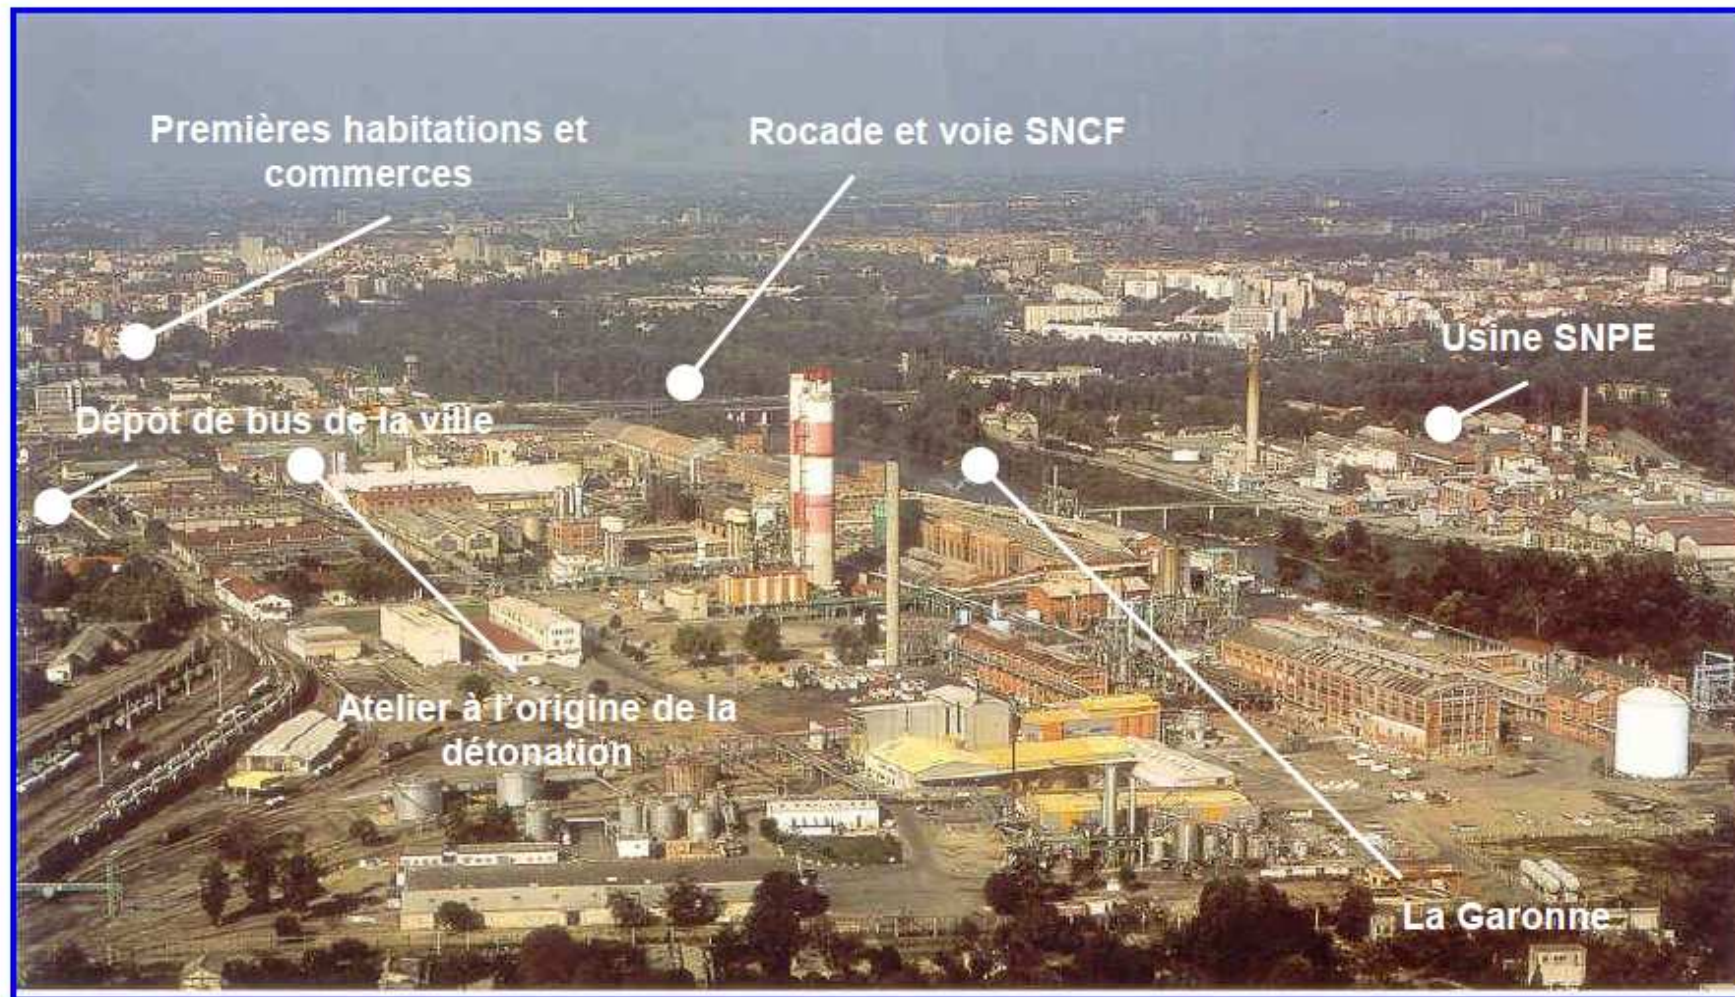 Premières habitations et
commerces
Rocade et voie SNCF
Usine SNPE
Dépôt de bus de la ville
Atelier à l'origine de la
détonation
La Garonne